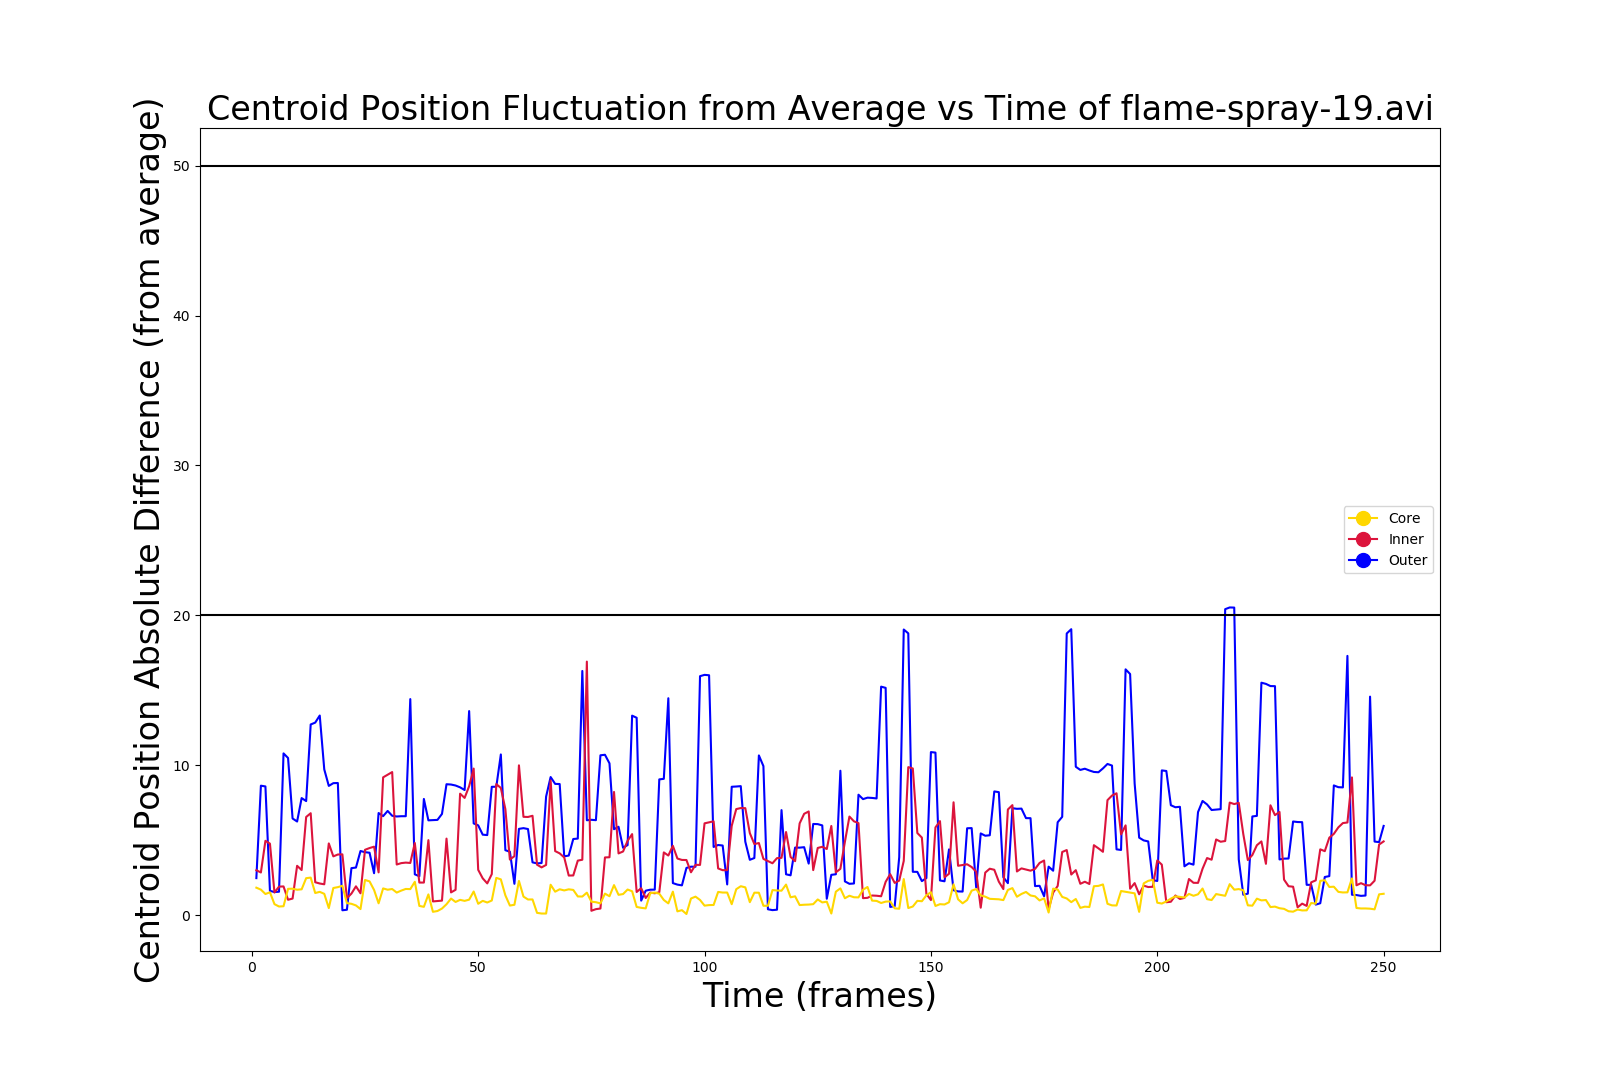 Centroid Position Fluctuation from Average vs Time of flame-spray-19.avi
Centroid Position Absolute Difference (from average)
50
40
30
20
10
0
Core
Inner
Outer
0 50 100 150 200 250
Time (frames)